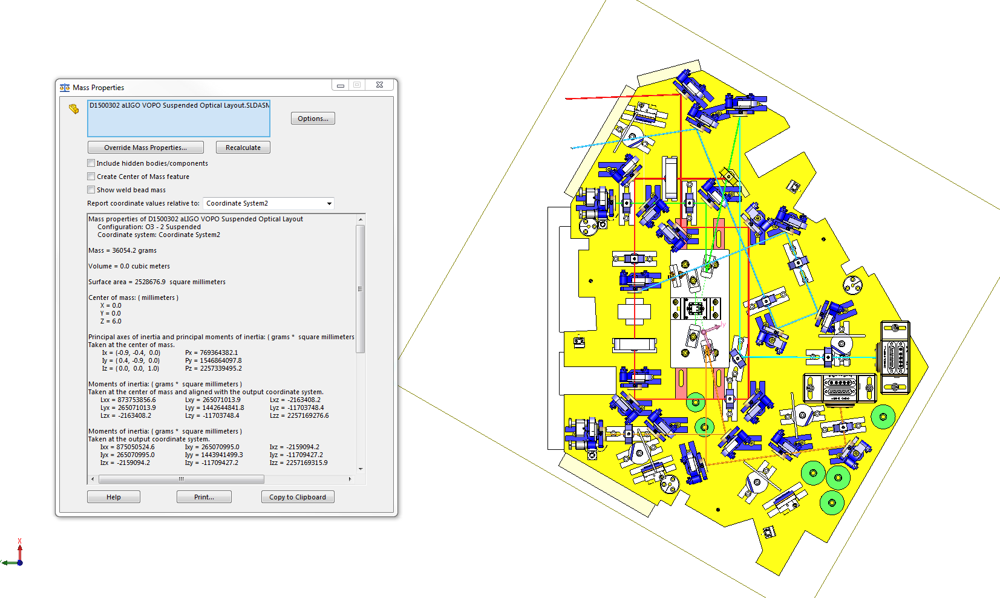 Mass Properties
D1500302 aLIGO VOPO Suspended Optical Layout.SLDASM
Options...
Override Mass Properties...
Recalculate
Include hidden bodies/components
Create Center of Mass feature
Show weld bead mass
Report coordinate values relative to: Coordinate System2
Mass properties of D1500302 aLIGO VOPO Suspended Optical Layout
Configuration: O3 - 2 Suspended
Coordinate system: Coordinate System2
Mass = 36054.2 grams
Volume = 0.0 cubic meters
Surface area = 2528676.9 square millimeters
Center of mass: ( millimeters )
X = 0.0
Y = 0.0
Z = 6.0
Principal axes of inertia and principal moments of inertia: ( grams * square millimeters
Taken at the center of mass.
Ix = (-0.9, -0.4, 0.0) Px = 769364382.1
Iy = ( 0.4, -0.9, 0.0) Py = 1546864097.8
Iz = ( 0.0, 0.0, 1.0) Pz = 2257339495.2
Moments of inertia: ( grams * square millimeters )
Taken at the center of mass and aligned with the output coordinate system.
Lxx = 873753856.6 Lxy = 265071013.9 Lxz = -2163408.2
Lyx = 265071013.9 Lyy = 1442644841.8 Lyz = -11703748.4
Lzx = -2163408.2 Lzy = -11703748.4 Lzz = 2257169276.6
Moments of inertia: ( grams * square millimeters )
Taken at the output coordinate system.
Ixx = 875050524.6 Ixy = 265070995.0 Ixz = -2159094.2
Iyx = 265070995.0 Iyy = 1443941499.3 Iyz = -11709427.2
Izx = -2159094.2 Izy = -11709427.2 Izz = 2257169315.9
Help
Print...
Copy to Clipboard
Iy
X